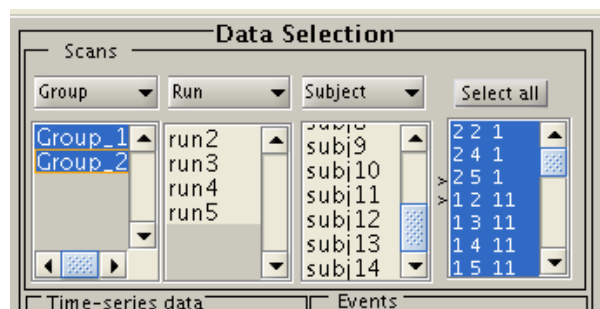 Data Selection
Scans
Group
Run
Subject
Select all
Group_1
Group_2
run2
run3
run4
run5
subj9
subj10
subj11
subj12
subj13
subj14
>
>
2 2 1
2 4 1
2 5 1
1 2 11
1 3 11
1 4 11
1 5 11
Time-series data
Events